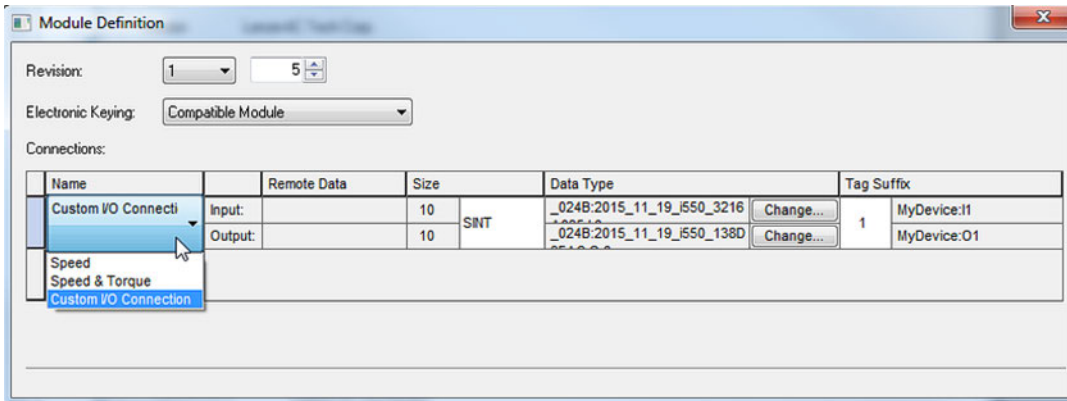 Module Definition
Revision: 1 5
Electronic Keying: Compatible Module
Connections:
Name Remote Data Size Data Type Tag Suffix
Custom I/O Connecti Input: 10 SINT _024B:2015_11_19_i550_3216 Change... 1 MyDevice:I1
Output: 10 _024B:2015_11_19_i550_138D Change... MyDevice:O1
Speed
Speed & Torque
Custom I/O Connection